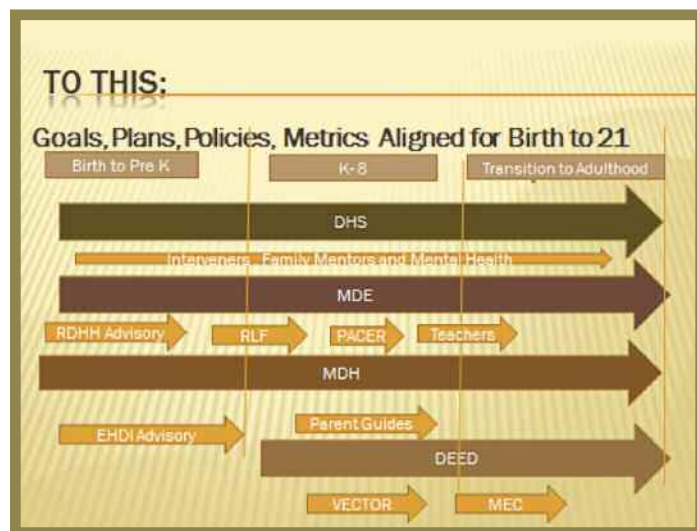 TO THIS:
Goals, Plans, Policies, Metrics Aligned for Birth to 21
Birth to Pre K K-8 Transition to Adulthood
DHS
Interveners, Family Mentors and Mental Health
MDE
RDHH Advisory RLF PACER Teachers
MDH
Parent Guides
EHDI Advisory
DEED
VECTOR MEC